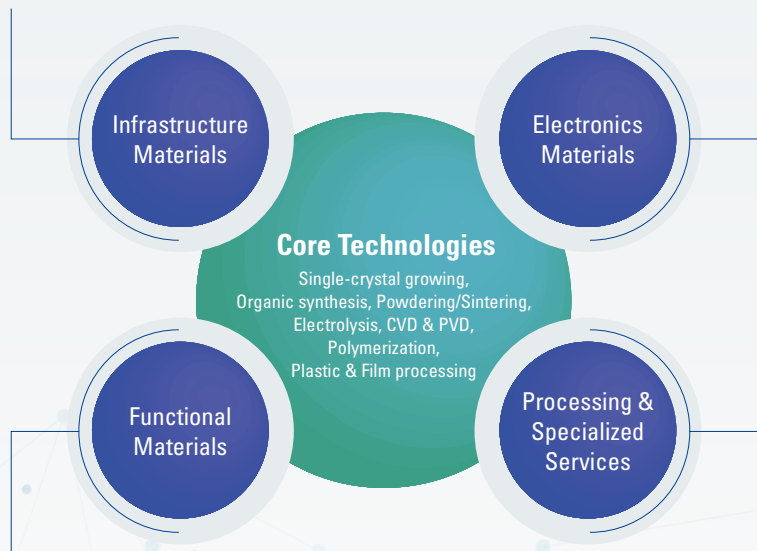 Infrastructure
Materials
Electronics
Materials
Core Technologies
Single-crystal growing,
Organic synthesis, Powdering/Sintering,
Electrolysis, CVD & PVD,
Polymerization,
Plastic & Film processing
Functional
Materials
Processing &
Specialized
Services